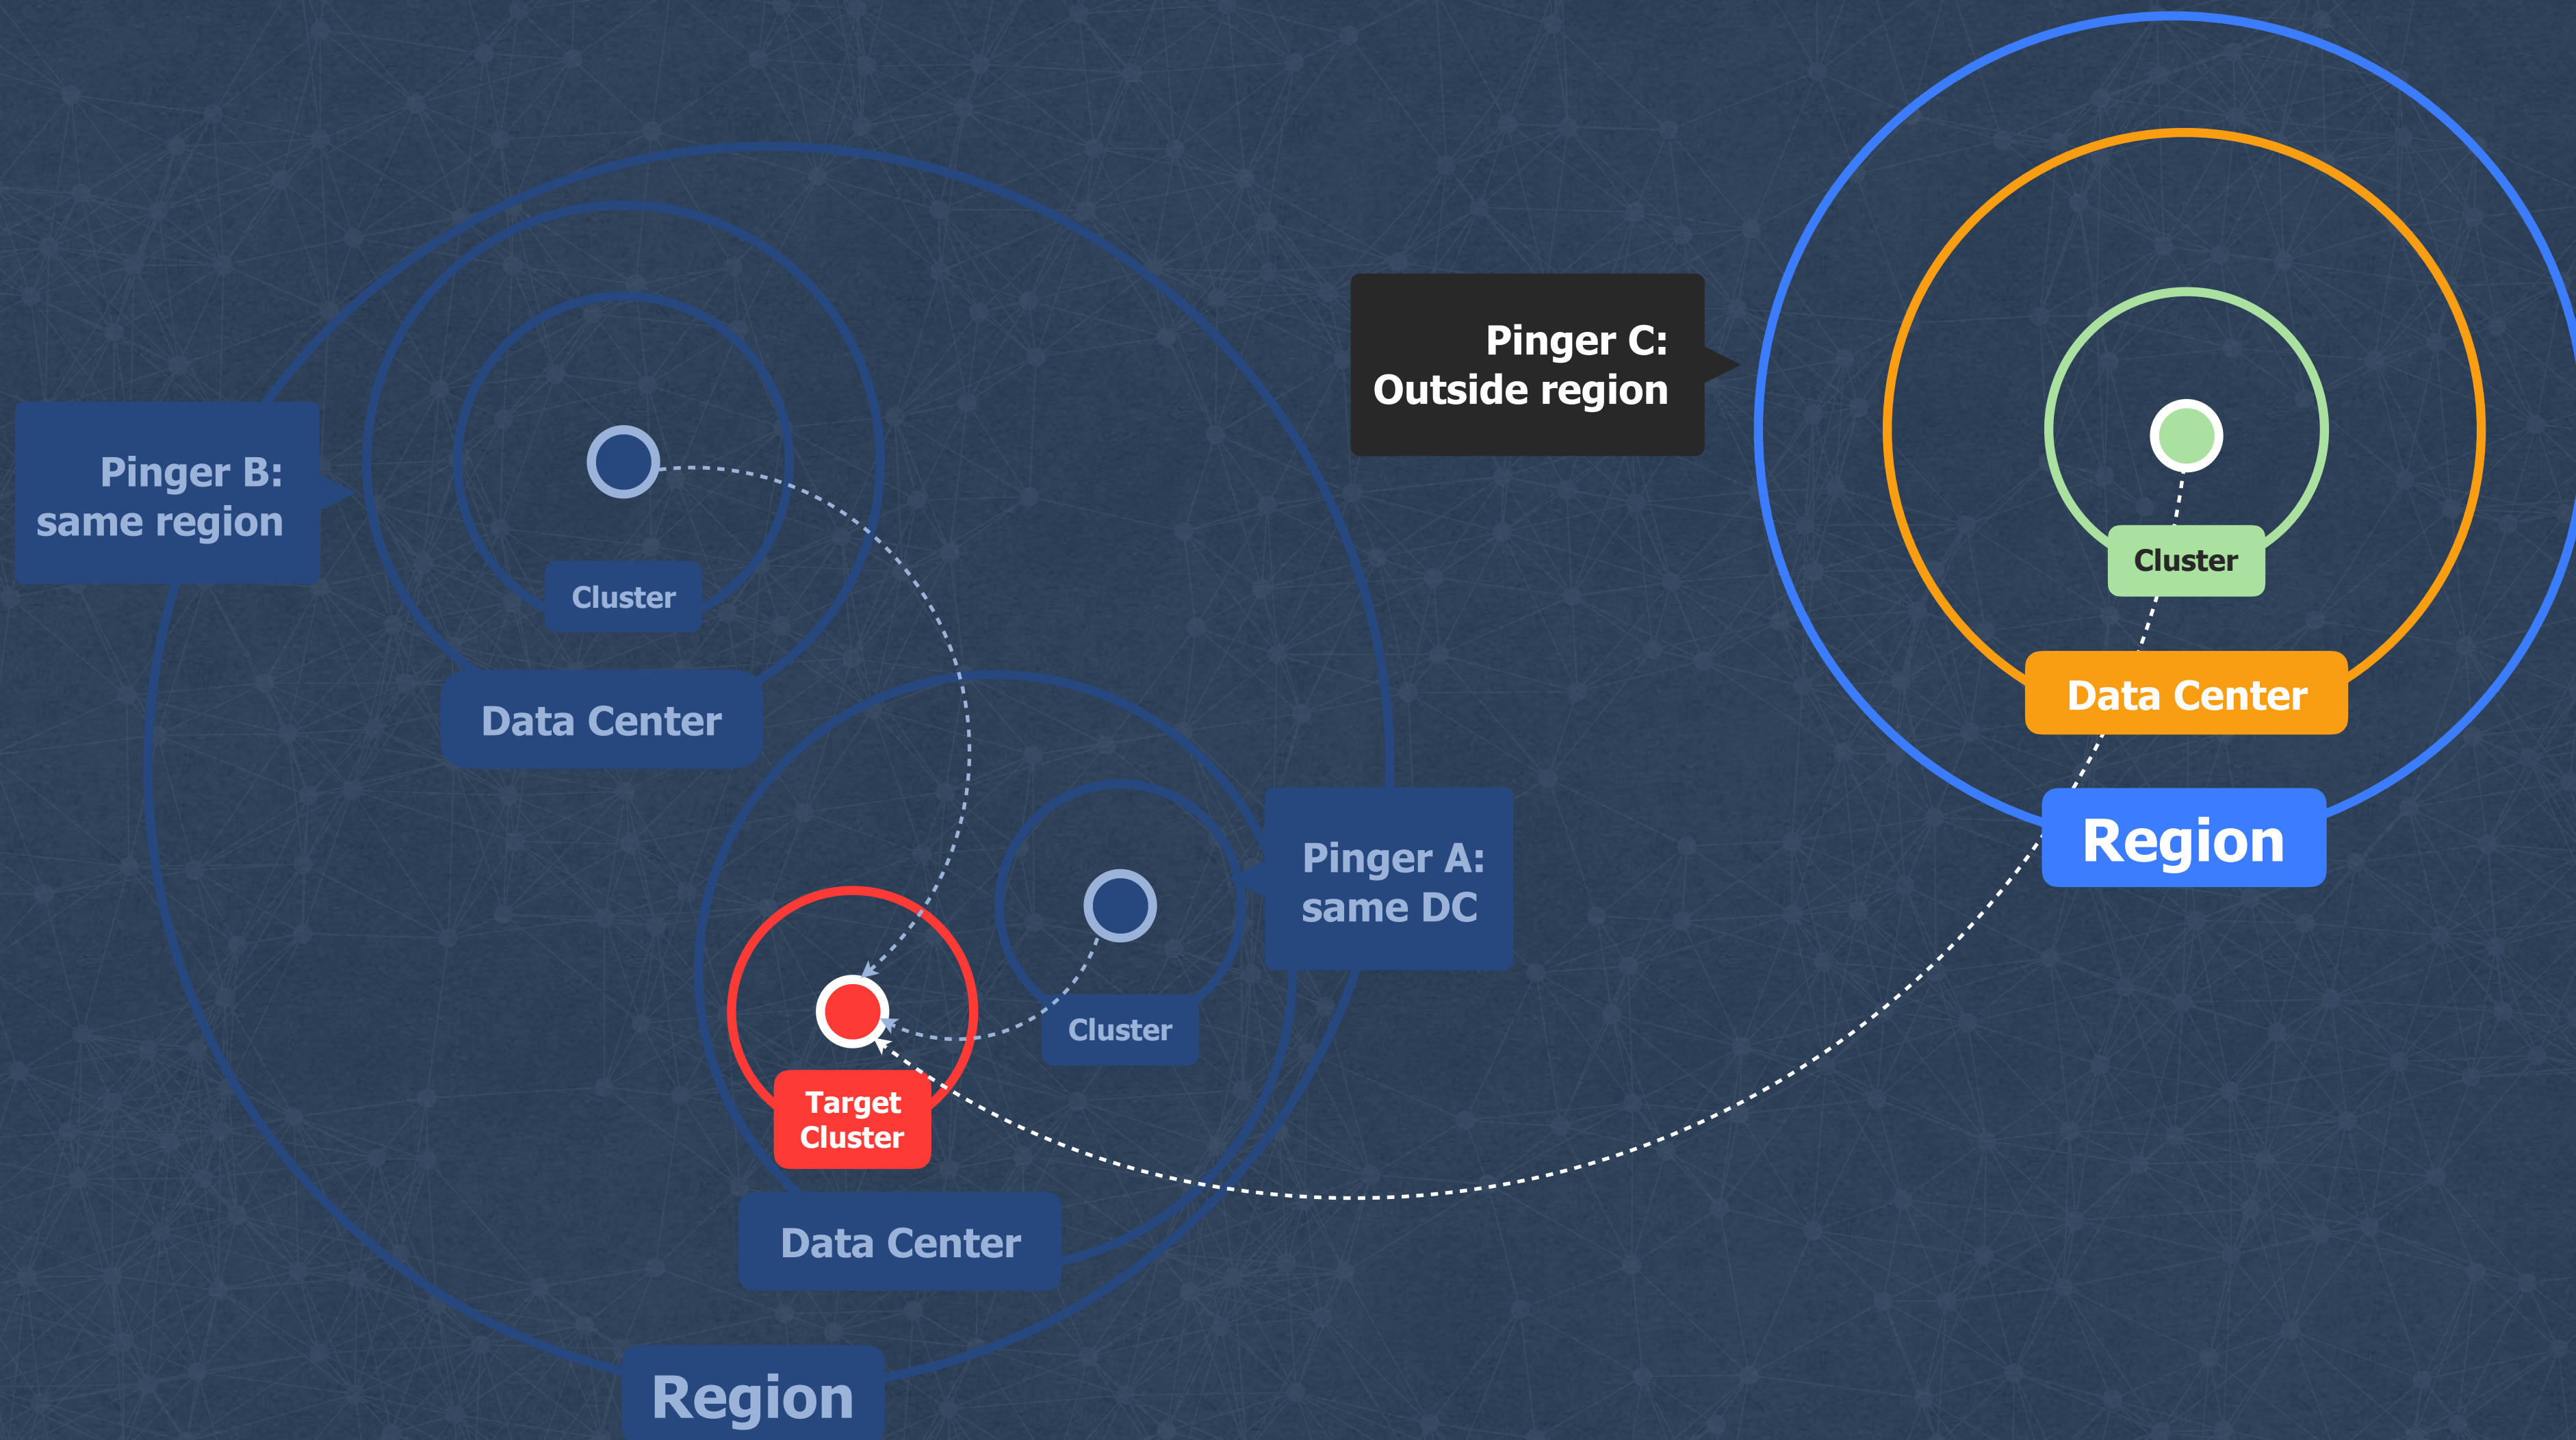 Pinger C:
Outside region
Pinger B:
same region
Cluster
Cluster
Data Center
Data Center
Region
Pinger A:
same DC
Cluster
Target
Cluster
Data Center
Region